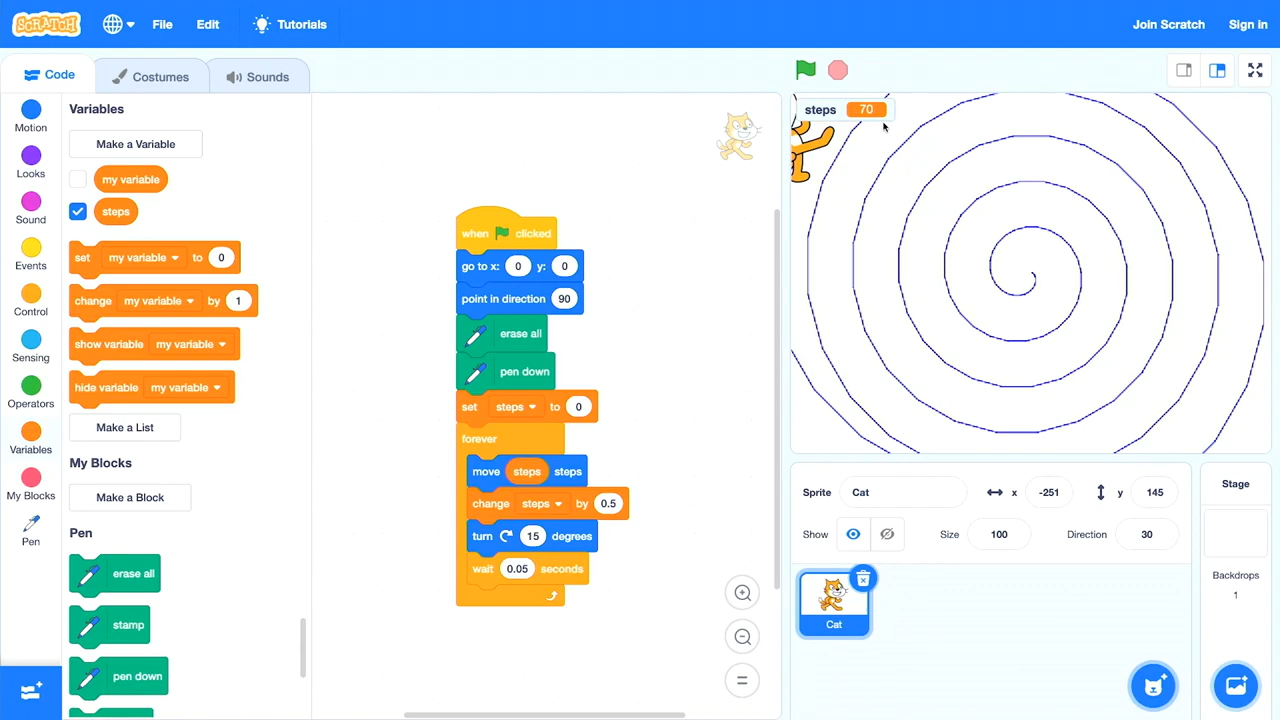 SCRATCH File Edit Tutorials Join Scratch Sign in
Code Costumes Sounds
Motion
Looks
Sound
Events
Control
Sensing
Operators
Variables
My Blocks
Pen
Variables
Make a Variable
my variable
steps
set my variable to 0
change my variable by 1
show variable my variable
hide variable my variable
Make a List
My Blocks
Make a Block
Pen
erase all
stamp
pen down
when clicked
go to x: 0 y: 0
point in direction 90
erase all
pen down
set steps to 0
forever
move steps steps
change steps by 0.5
turn 15 degrees
wait 0.05 seconds
steps 70
Sprite Cat x -251 y 145
Show Size 100 Direction 30
Cat
Stage
Backdrops
1